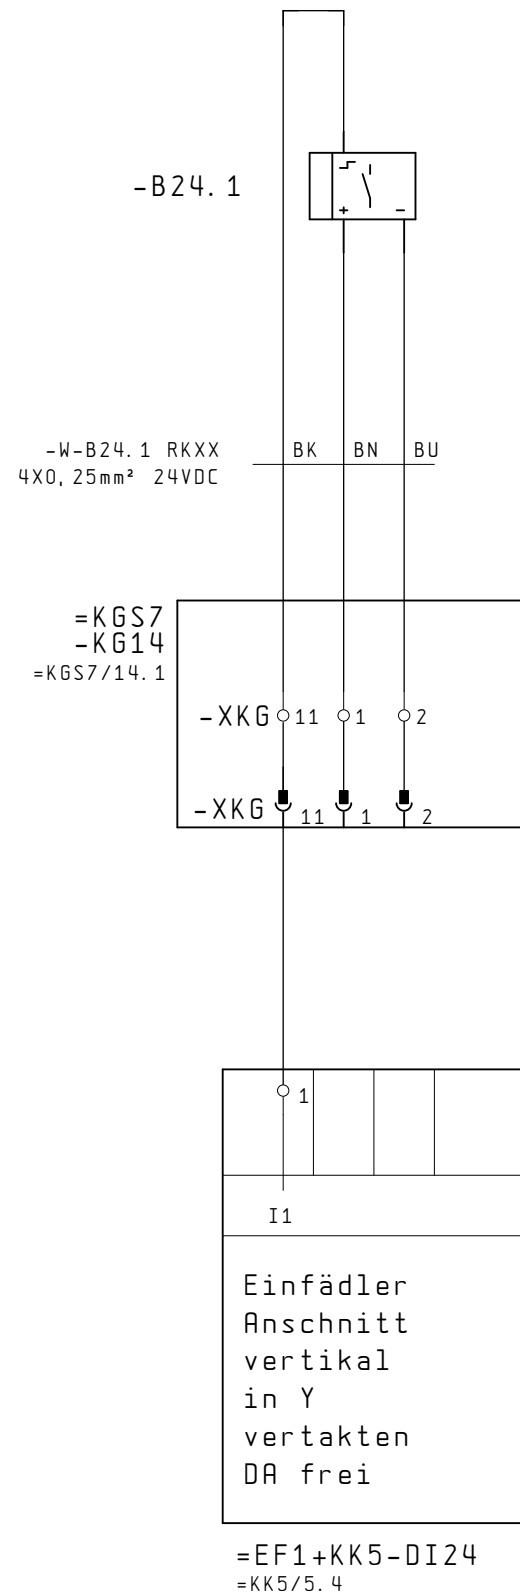 -B24.1
+ -
-W-B24.1 RKXX
4X0,25mm² 24VDC
BK BN BU
=KGS7
-KG14
=KGS7/14.1
-XKG 11 1 2
-XKG 11 1 2
1
I1
Einfädler
Anschnitt
vertikal
in Y
vertakten
DA frei
=EF1+KK5-DI24
=KK5/5.4